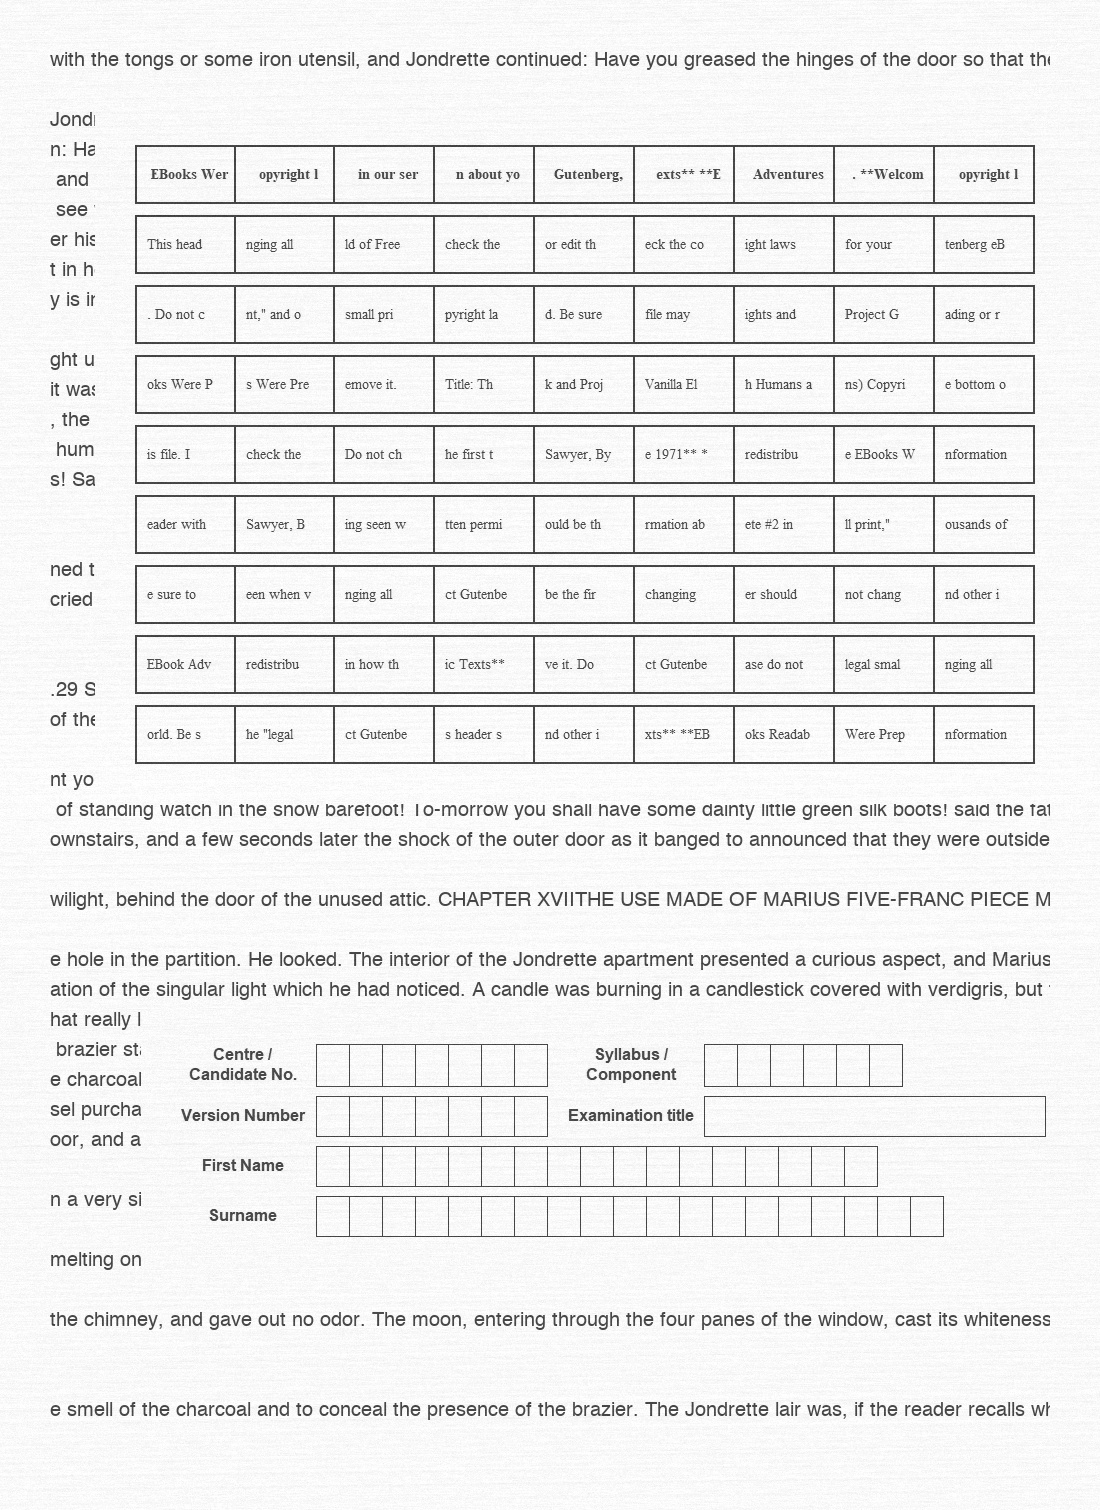 with the tongs or some iron utensil, and Jondrette continued: Have you greased the hinges of the door so that
n: Ha
and
see
er his
t in h
y is in
EBooks Wer opyright l in our ser n about yo Gutenberg, exts** **E Adventures . **Welcom opyright l
This head nging all ld of Free check the or edit th eck the co ight laws for your tenberg eB
. Do not c nt," and o small pri pyright la d. Be sure file may ights and Project G ading or r
oks Were P s Were Pre emove it. Title: Th k and Proj Vanilla El h Humans a ns) Copyri e bottom o
is file. I check the Do not ch he first t Sawyer, By e 1971** * redistribu e EBooks W nformation
eader with Sawyer, B ing seen w tten permi ould be th rmation ab ete #2 in ll print," ousands of
e sure to een when v nging all ct Gutenbe be the fir changing er should not chang nd other i
EBook Adv redistribu in how th ic Texts** ve it. Do ct Gutenbe ase do not legal smal nging all
orld. Be s he "legal ct Gutenbe s header s nd other i xts** **EB oks Readab Were Prep nformation
ght u
it was
, the
hum
s! Sa
ned t
cried
.29 S
of the
nt yo
of standing watch in the snow barefoot! To-morrow you shall have some dainty little green silk boots! said the fat
ownstairs, and a few seconds later the shock of the outer door as it banged to announced that they were outside
wilight, behind the door of the unused attic. CHAPTER XVIITHE USE MADE OF MARIUS FIVE-FRANC PIECE M
e hole in the partition. He looked. The interior of the Jondrette apartment presented a curious aspect, and Marius
ation of the singular light which he had noticed. A candle was burning in a candlestick covered with verdigris, but
hat really l
brazier sta
e charcoal
sel purcha
oor, and a
n a very si
melting on
Centre / Candidate No.
Syllabus / Component
Version Number
Examination title
First Name
Surname
the chimney, and gave out no odor. The moon, entering through the four panes of the window, cast its whiteness
e smell of the charcoal and to conceal the presence of the brazier. The Jondrette lair was, if the reader recalls wh